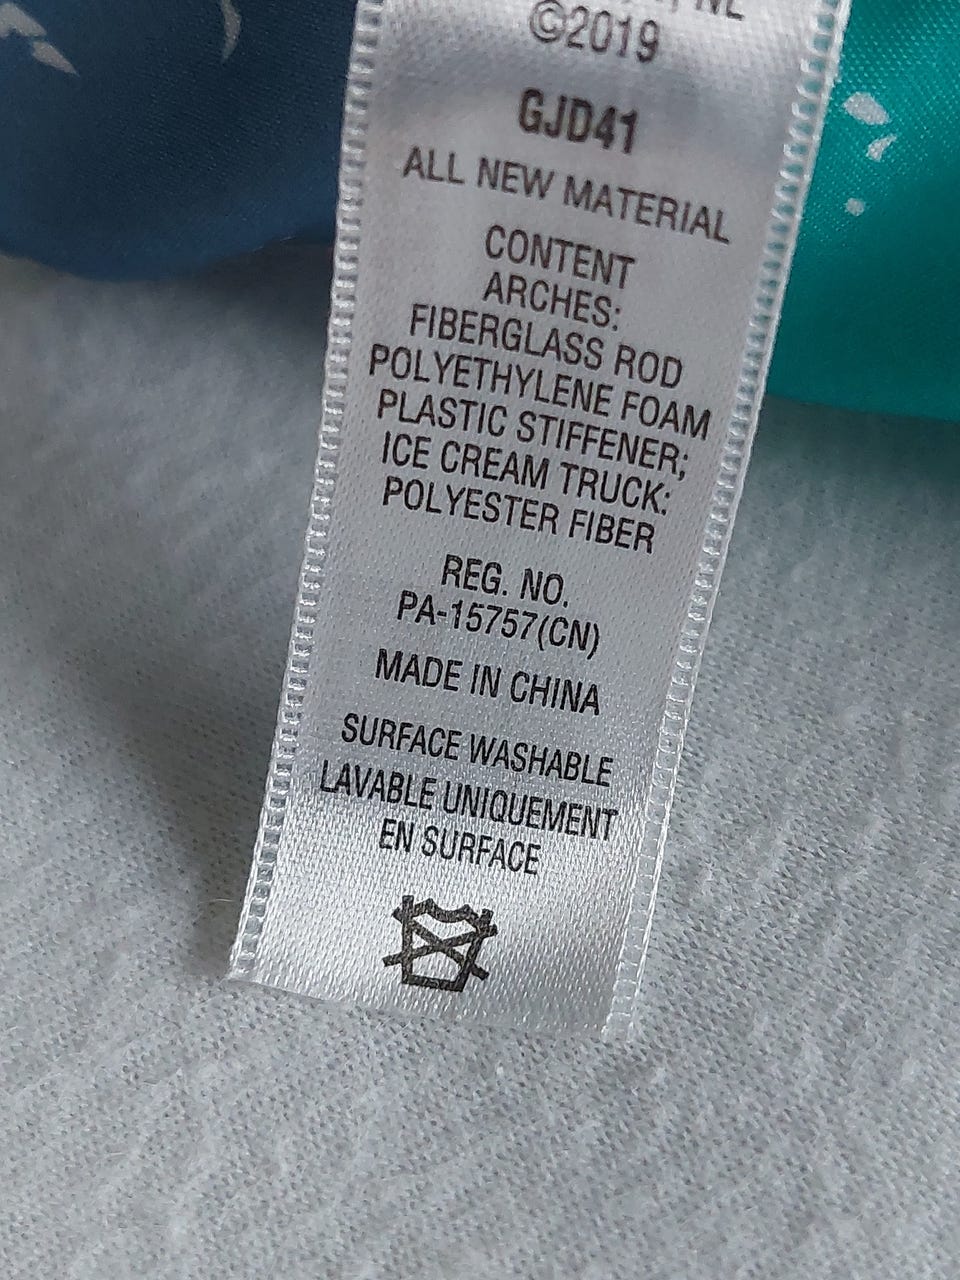 NL
©2019
GJD41
ALL NEW MATERIAL
CONTENT
ARCHES:
FIBERGLASS ROD
POLYETHYLENE FOAM
PLASTIC STIFFENER;
ICE CREAM TRUCK:
POLYESTER FIBER
REG. NO.
PA-15757(CN)
MADE IN CHINA
SURFACE WASHABLE
LAVABLE UNIQUEMENT
EN SURFACE